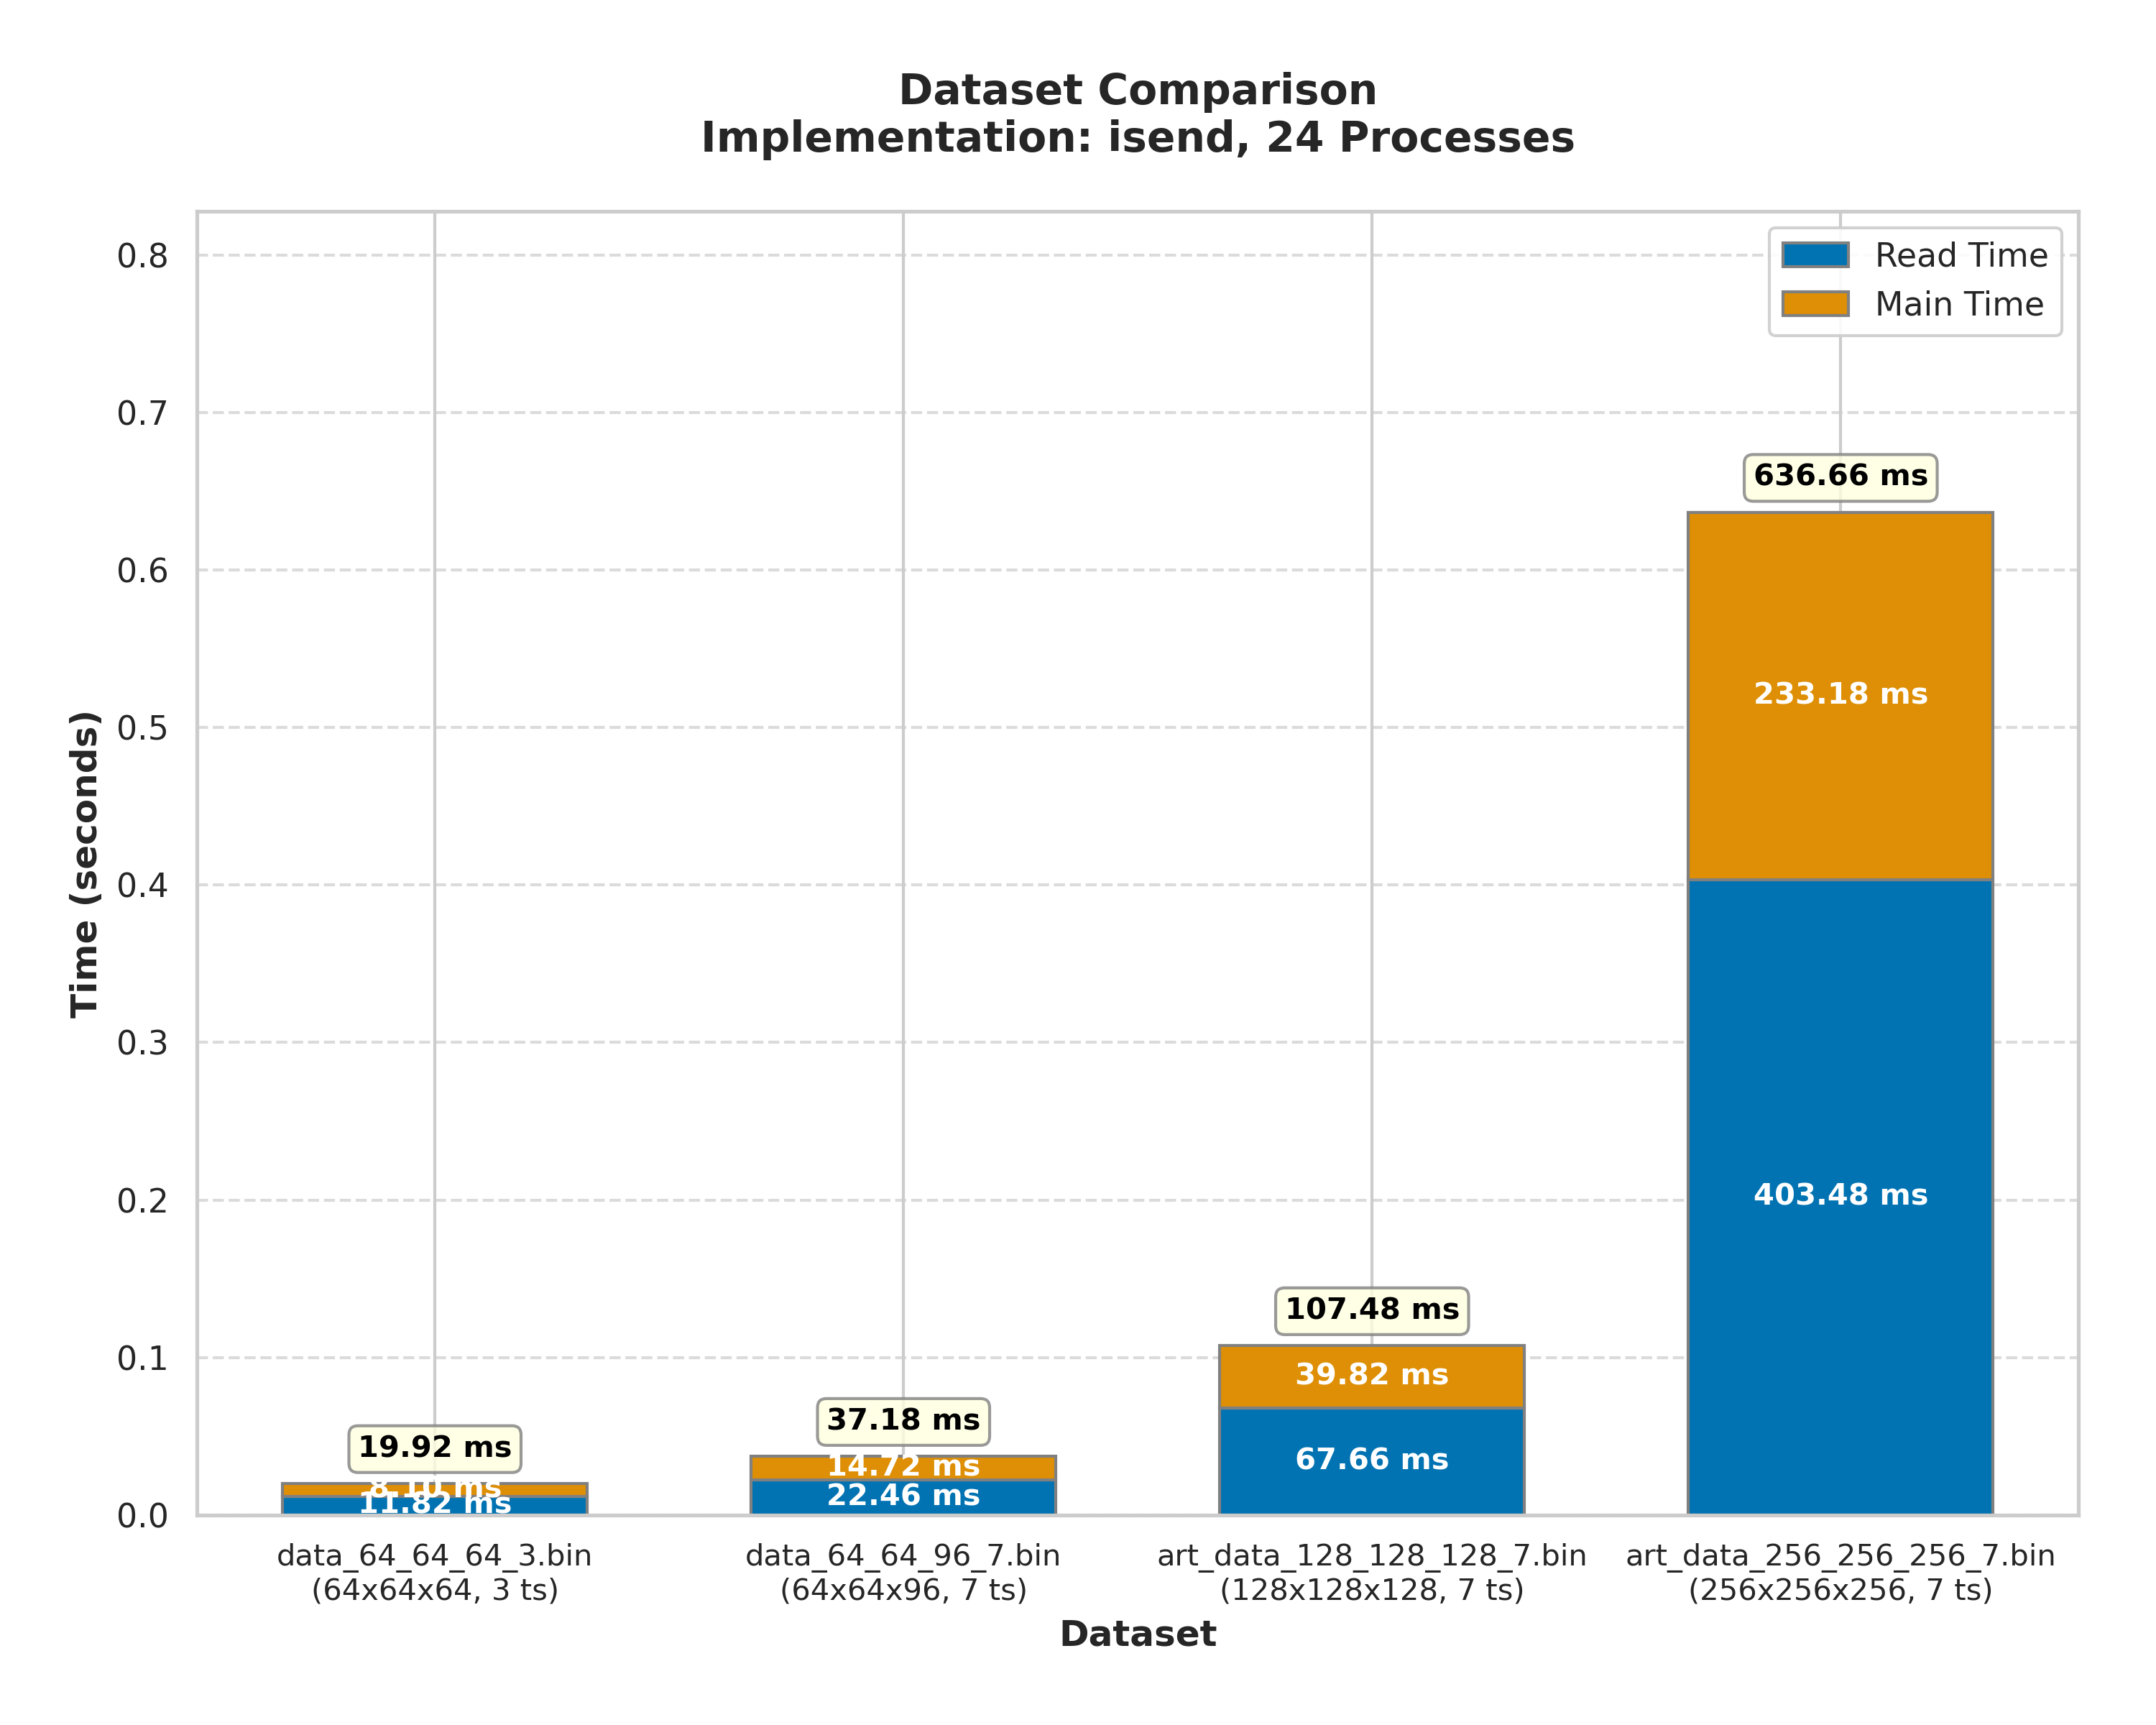 Dataset Comparison
Implementation: isend, 24 Processes
Time (seconds)
0.8
0.7
0.6
0.5
0.4
0.3
0.2
0.1
0.0
Read Time
Main Time
19.92 ms
8.10 ms
11.82 ms
37.18 ms
14.72 ms
22.46 ms
107.48 ms
39.82 ms
67.66 ms
636.66 ms
233.18 ms
403.48 ms
data_64_64_64_3.bin
(64x64x64, 3 ts)
data_64_64_96_7.bin
(64x64x96, 7 ts)
art_data_128_128_128_7.bin
(128x128x128, 7 ts)
art_data_256_256_256_7.bin
(256x256x256, 7 ts)
Dataset